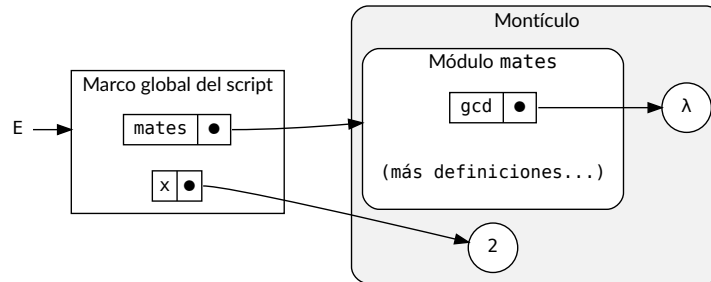 Montículo
Marco global del script
Módulo mates
E
mates
gcd
λ
x
(más definiciones...)
2